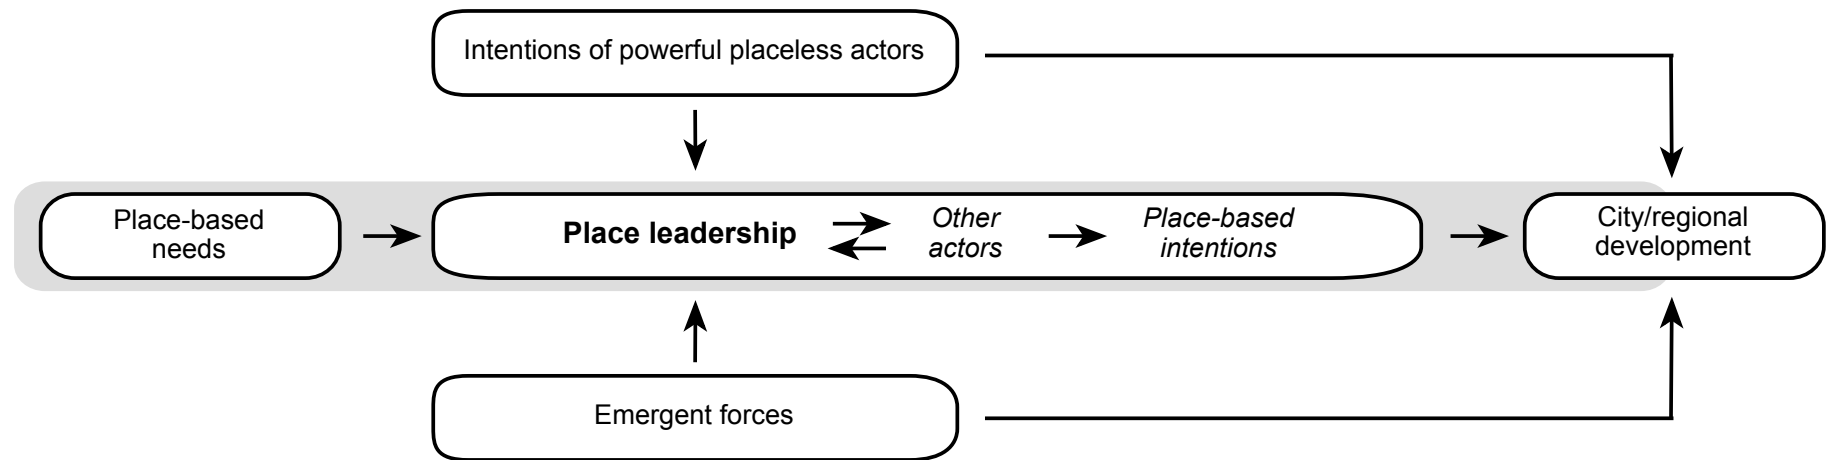 Intentions of powerful placeless actors
Place-based
needs
Place leadership
Other
actors
Place-based
intentions
City/regional
development
Emergent forces